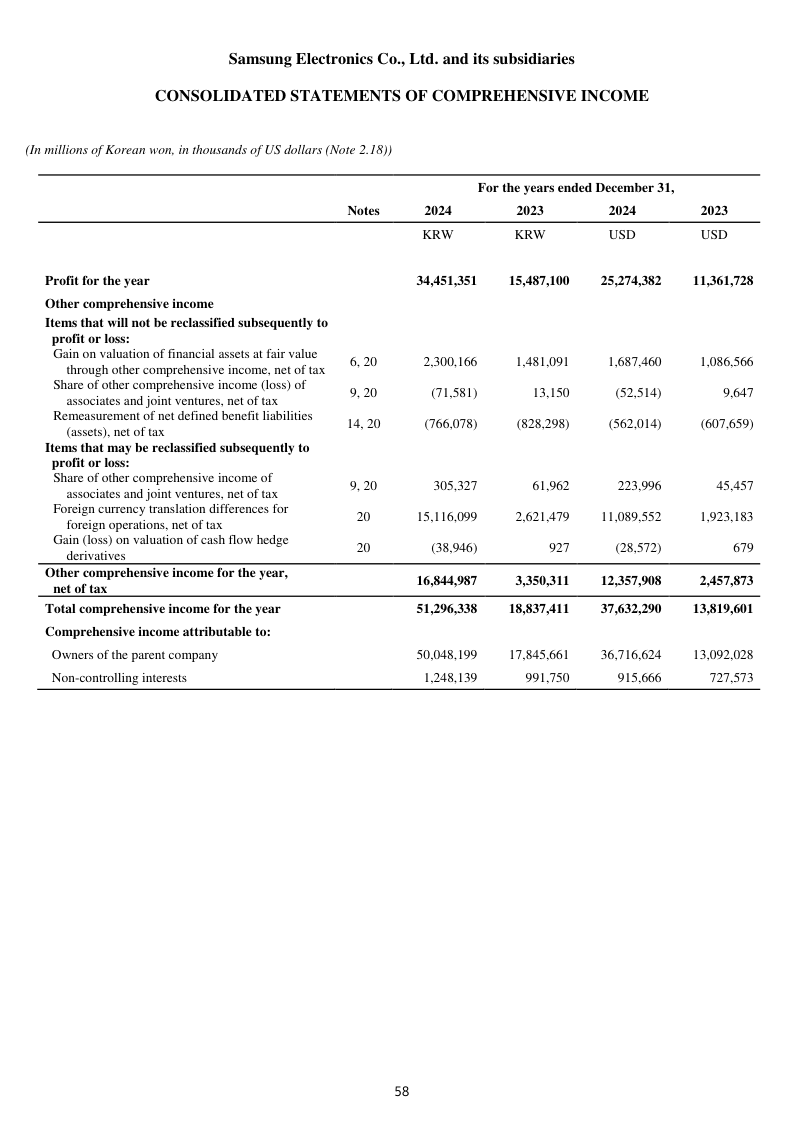 Samsung Electronics Co., Ltd. and its subsidiaries
CONSOLIDATED STATEMENTS OF COMPREHENSIVE INCOME
(In millions of Korean won, in thousands of US dollars (Note 2.18))
For the years ended December 31,
Notes 2024 2023 2024 2023
KRW KRW USD USD
Profit for the year 34,451,351 15,487,100 25,274,382 11,361,728
Other comprehensive income
Items that will not be reclassified subsequently to
profit or loss:
Gain on valuation of financial assets at fair value
through other comprehensive income, net of tax 6, 20 2,300,166 1,481,091 1,687,460 1,086,566
Share of other comprehensive income (loss) of
associates and joint ventures, net of tax 9, 20 (71,581) 13,150 (52,514) 9,647
Remeasurement of net defined benefit liabilities
(assets), net of tax 14, 20 (766,078) (828,298) (562,014) (607,659)
Items that may be reclassified subsequently to
profit or loss:
Share of other comprehensive income of
associates and joint ventures, net of tax 9, 20 305,327 61,962 223,996 45,457
Foreign currency translation differences for
foreign operations, net of tax 20 15,116,099 2,621,479 11,089,552 1,923,183
Gain (loss) on valuation of cash flow hedge
derivatives 20 (38,946) 927 (28,572) 679
Other comprehensive income for the year,
net of tax 16,844,987 3,350,311 12,357,908 2,457,873
Total comprehensive income for the year 51,296,338 18,837,411 37,632,290 13,819,601
Comprehensive income attributable to:
Owners of the parent company 50,048,199 17,845,661 36,716,624 13,092,028
Non-controlling interests 1,248,139 991,750 915,666 727,573
58